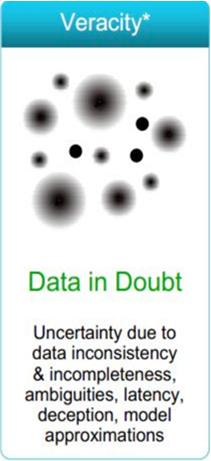 Veracity*
Data in Doubt
Uncertainty due to
data inconsistency
& incompleteness,
ambiguities, latency,
deception, model
approximations